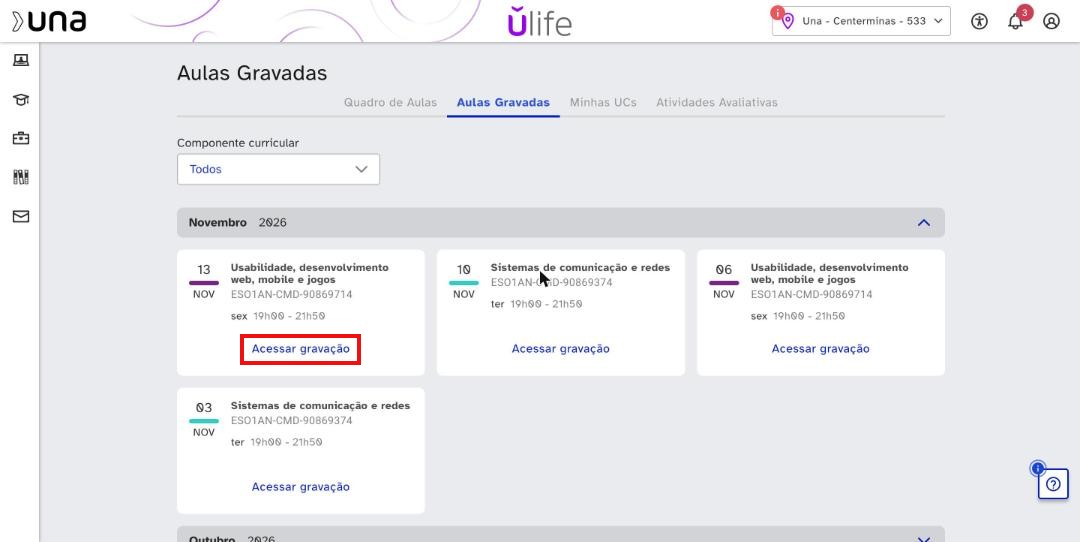 una
Ulife
Una - Centerminas - 533
3
Aulas Gravadas
Quadro de Aulas
Aulas Gravadas
Minhas UCs
Atividades Avaliativas
Componente currícular
Todos
Novembro 2026
13
NOV
Usabilidade, desenvolvimento
web, mobile e jogos
ESO1AN-CMD-90869714
sex 19h00 - 21h50
Acessar gravação
10
NOV
Sistemas de comunicação e redes
ESO1AN-CMD-90869374
ter 19h00 - 21h50
Acessar gravação
06
NOV
Usabilidade, desenvolvimento
web, mobile e jogos
ESO1AN-CMD-90869714
sex 19h00 - 21h50
Acessar gravação
03
NOV
Sistemas de comunicação e redes
ESO1AN-CMD-90869374
ter 19h00 - 21h50
Acessar gravação
Outubro 2026